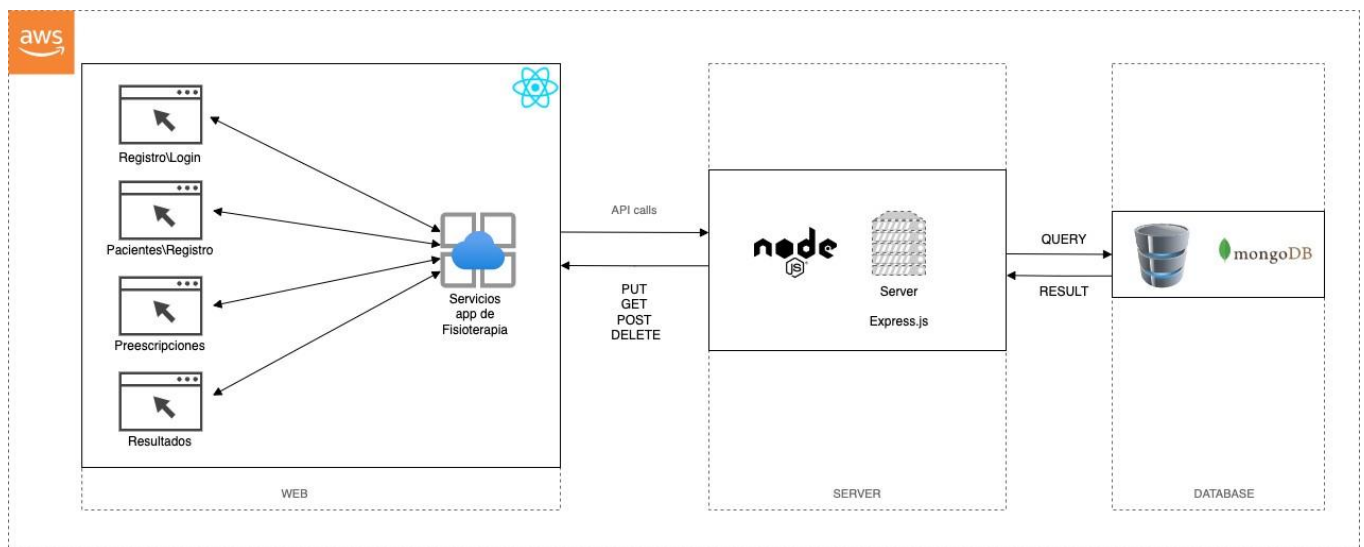 aws
Registro\Login
Pacientes\Registro
Preescripciones
Resultados
Servicios
app de
Fisioterapia
WEB
API calls
PUT
GET
POST
DELETE
node
JS
Server
Express.js
SERVER
QUERY
RESULT
mongoDB
DATABASE